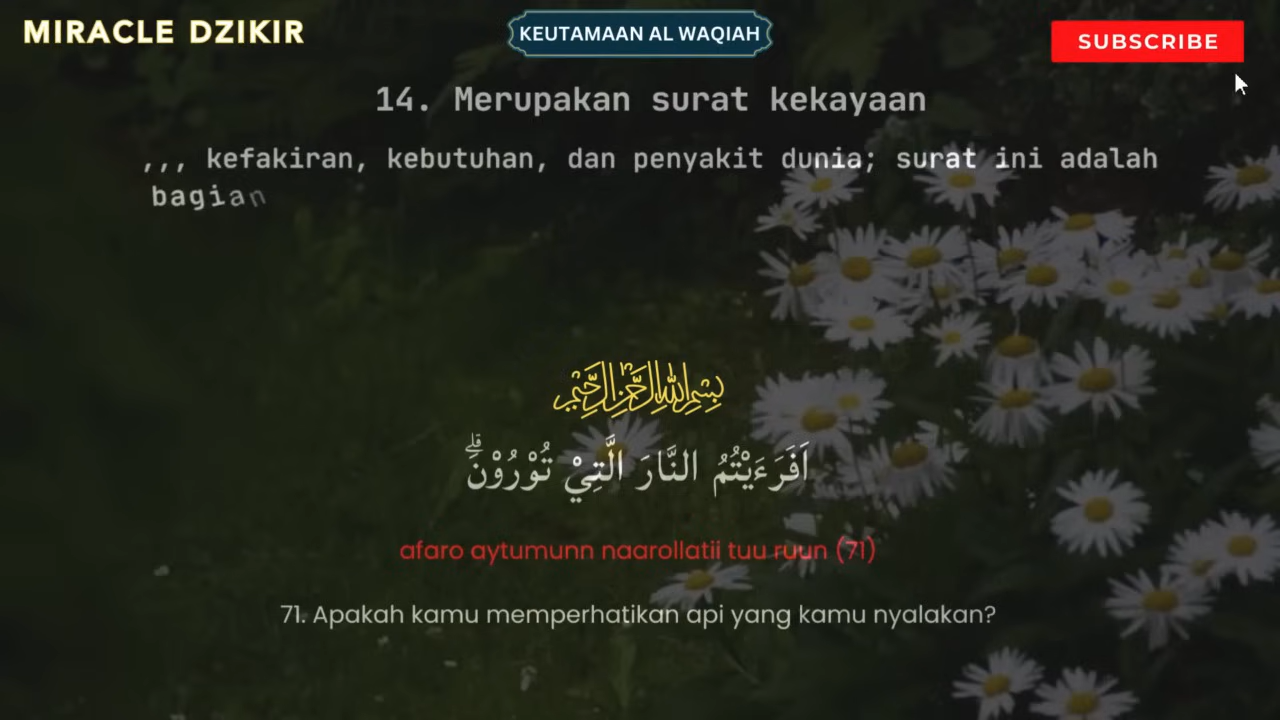 MIRACLE DZIKIR
KEUTAMAAN AL WAQIAH
SUBSCRIBE
14. Merupakan surat kekayaan
,,, kefakiran, kebutuhan, dan penyakit dunia; surat ini adalah
bagian
بِسْمِ اللهِ الرَّحْمٰنِ الرَّحِيْمِ
اَفَرَءَيْتُمُ النَّارَ الَّتِيْ تُوْرُوْنَۗ
afaro aytumunn naarollatii tuu ruun (71)
71. Apakah kamu memperhatikan api yang kamu nyalakan?